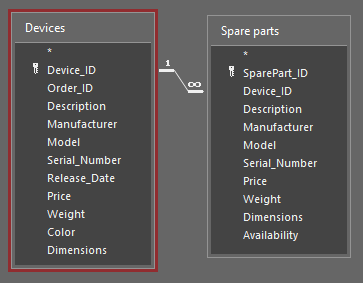 Devices
*
Device_ID
Order_ID
Description
Manufacturer
Model
Serial_Number
Release_Date
Price
Weight
Color
Dimensions
1
∞
Spare parts
*
SparePart_ID
Device_ID
Description
Manufacturer
Model
Serial_Number
Price
Weight
Dimensions
Availability